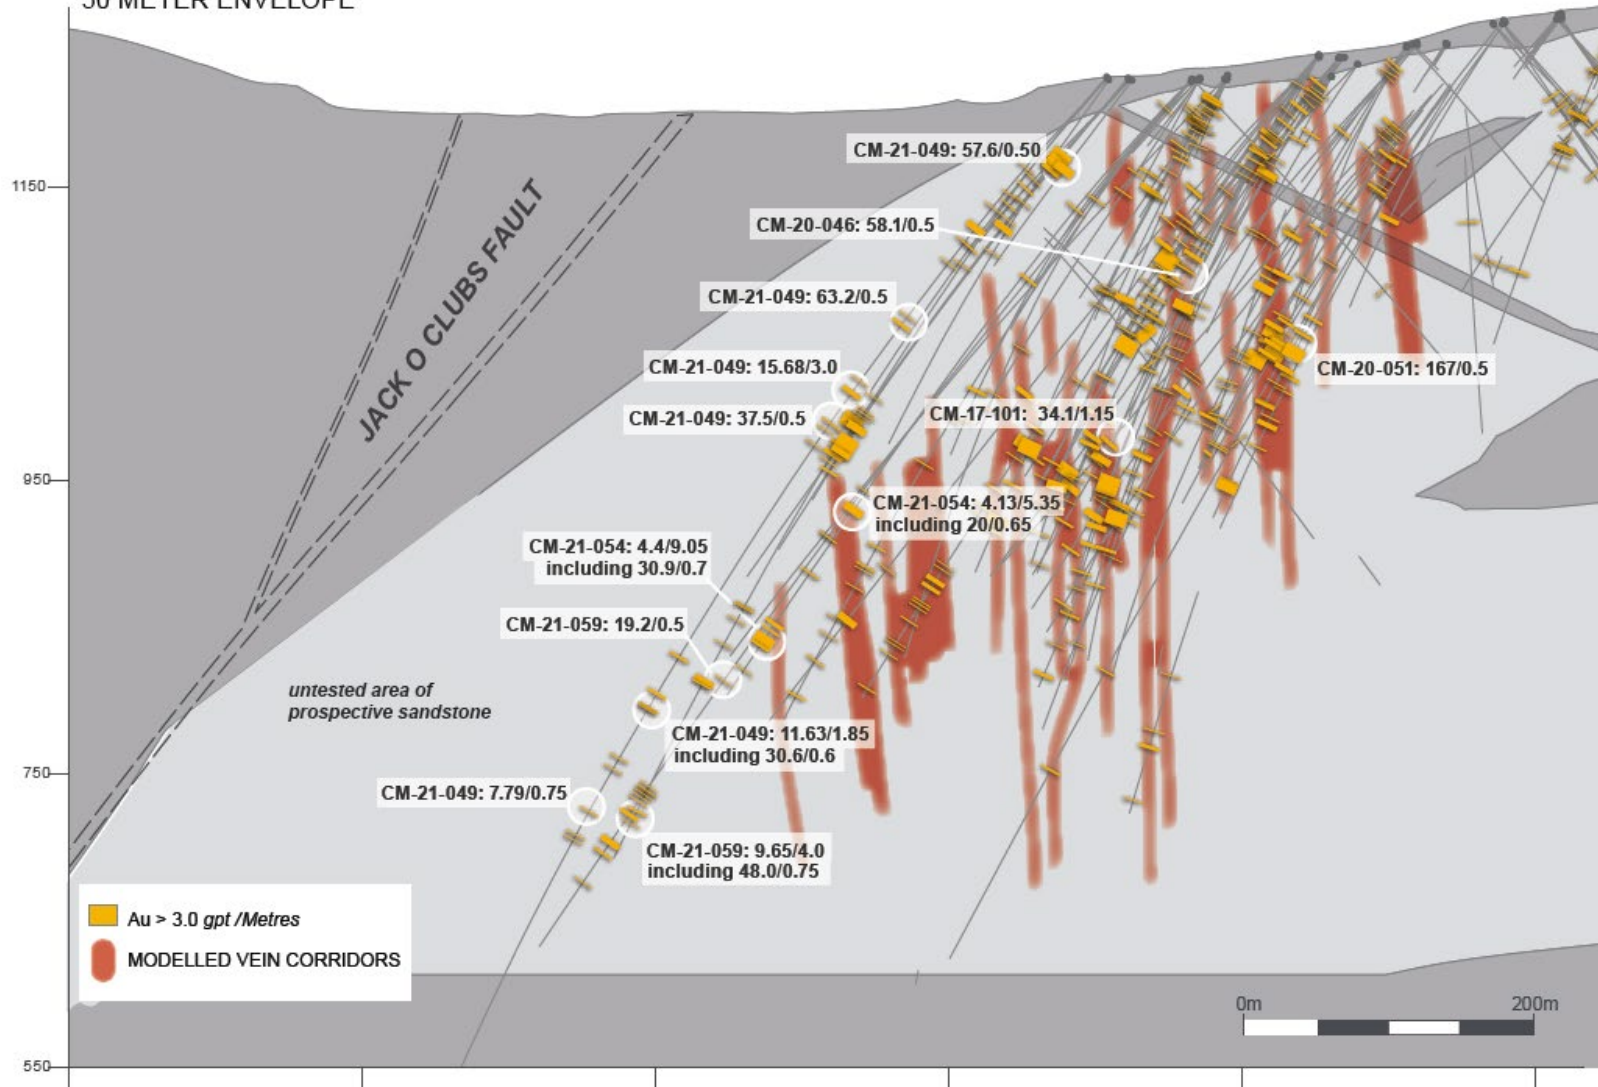 50 METER ENVELOPE
1150
950
750
550
JACK O CLUBS FAULT
CM-21-049: 57.6/0.50
CM-20-046: 58.1/0.5
CM-21-049: 63.2/0.5
CM-21-049: 15.68/3.0
CM-20-051: 167/0.5
CM-21-049: 37.5/0.5
CM-17-101: 34.1/1.15
CM-21-054: 4.13/5.35
including 20/0.65
CM-21-054: 4.4/9.05
including 30.9/0.7
CM-21-059: 19.2/0.5
untested area of
prospective sandstone
CM-21-049: 11.63/1.85
including 30.6/0.6
CM-21-049: 7.79/0.75
CM-21-059: 9.65/4.0
including 48.0/0.75
Au > 3.0 gpt /Metres
MODELLED VEIN CORRIDORS
0m
200m